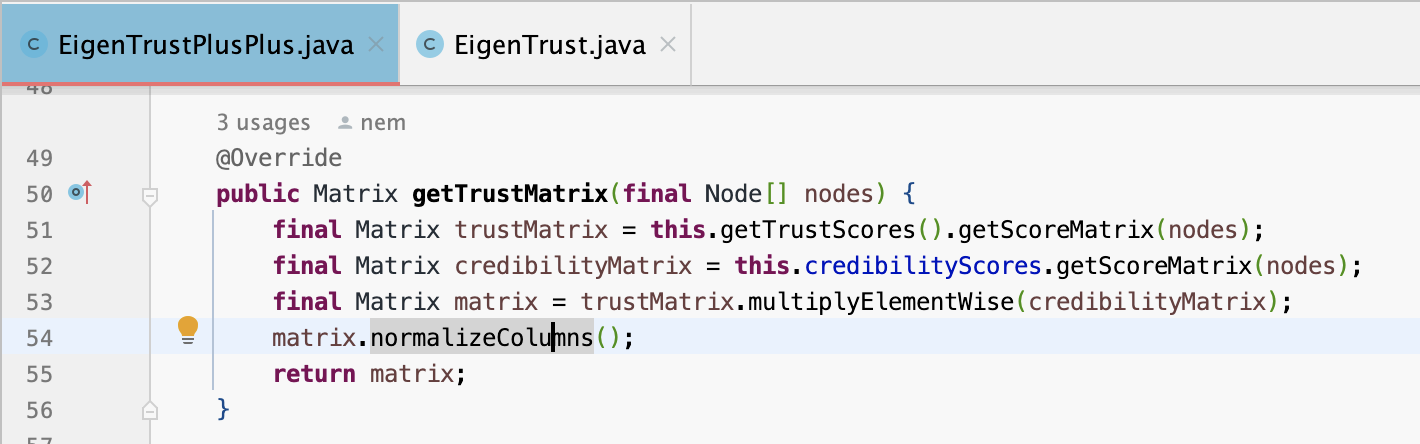 EigenTrustPlusPlus.java EigenTrust.java
48
3 usages nem
49 @Override
50 public Matrix getTrustMatrix(final Node[] nodes) {
51 final Matrix trustMatrix = this.getTrustScores().getScoreMatrix(nodes);
52 final Matrix credibilityMatrix = this.credibilityScores.getScoreMatrix(nodes);
53 final Matrix matrix = trustMatrix.multiplyElementWise(credibilityMatrix);
54 matrix.normalizeColumns();
55 return matrix;
56 }
57